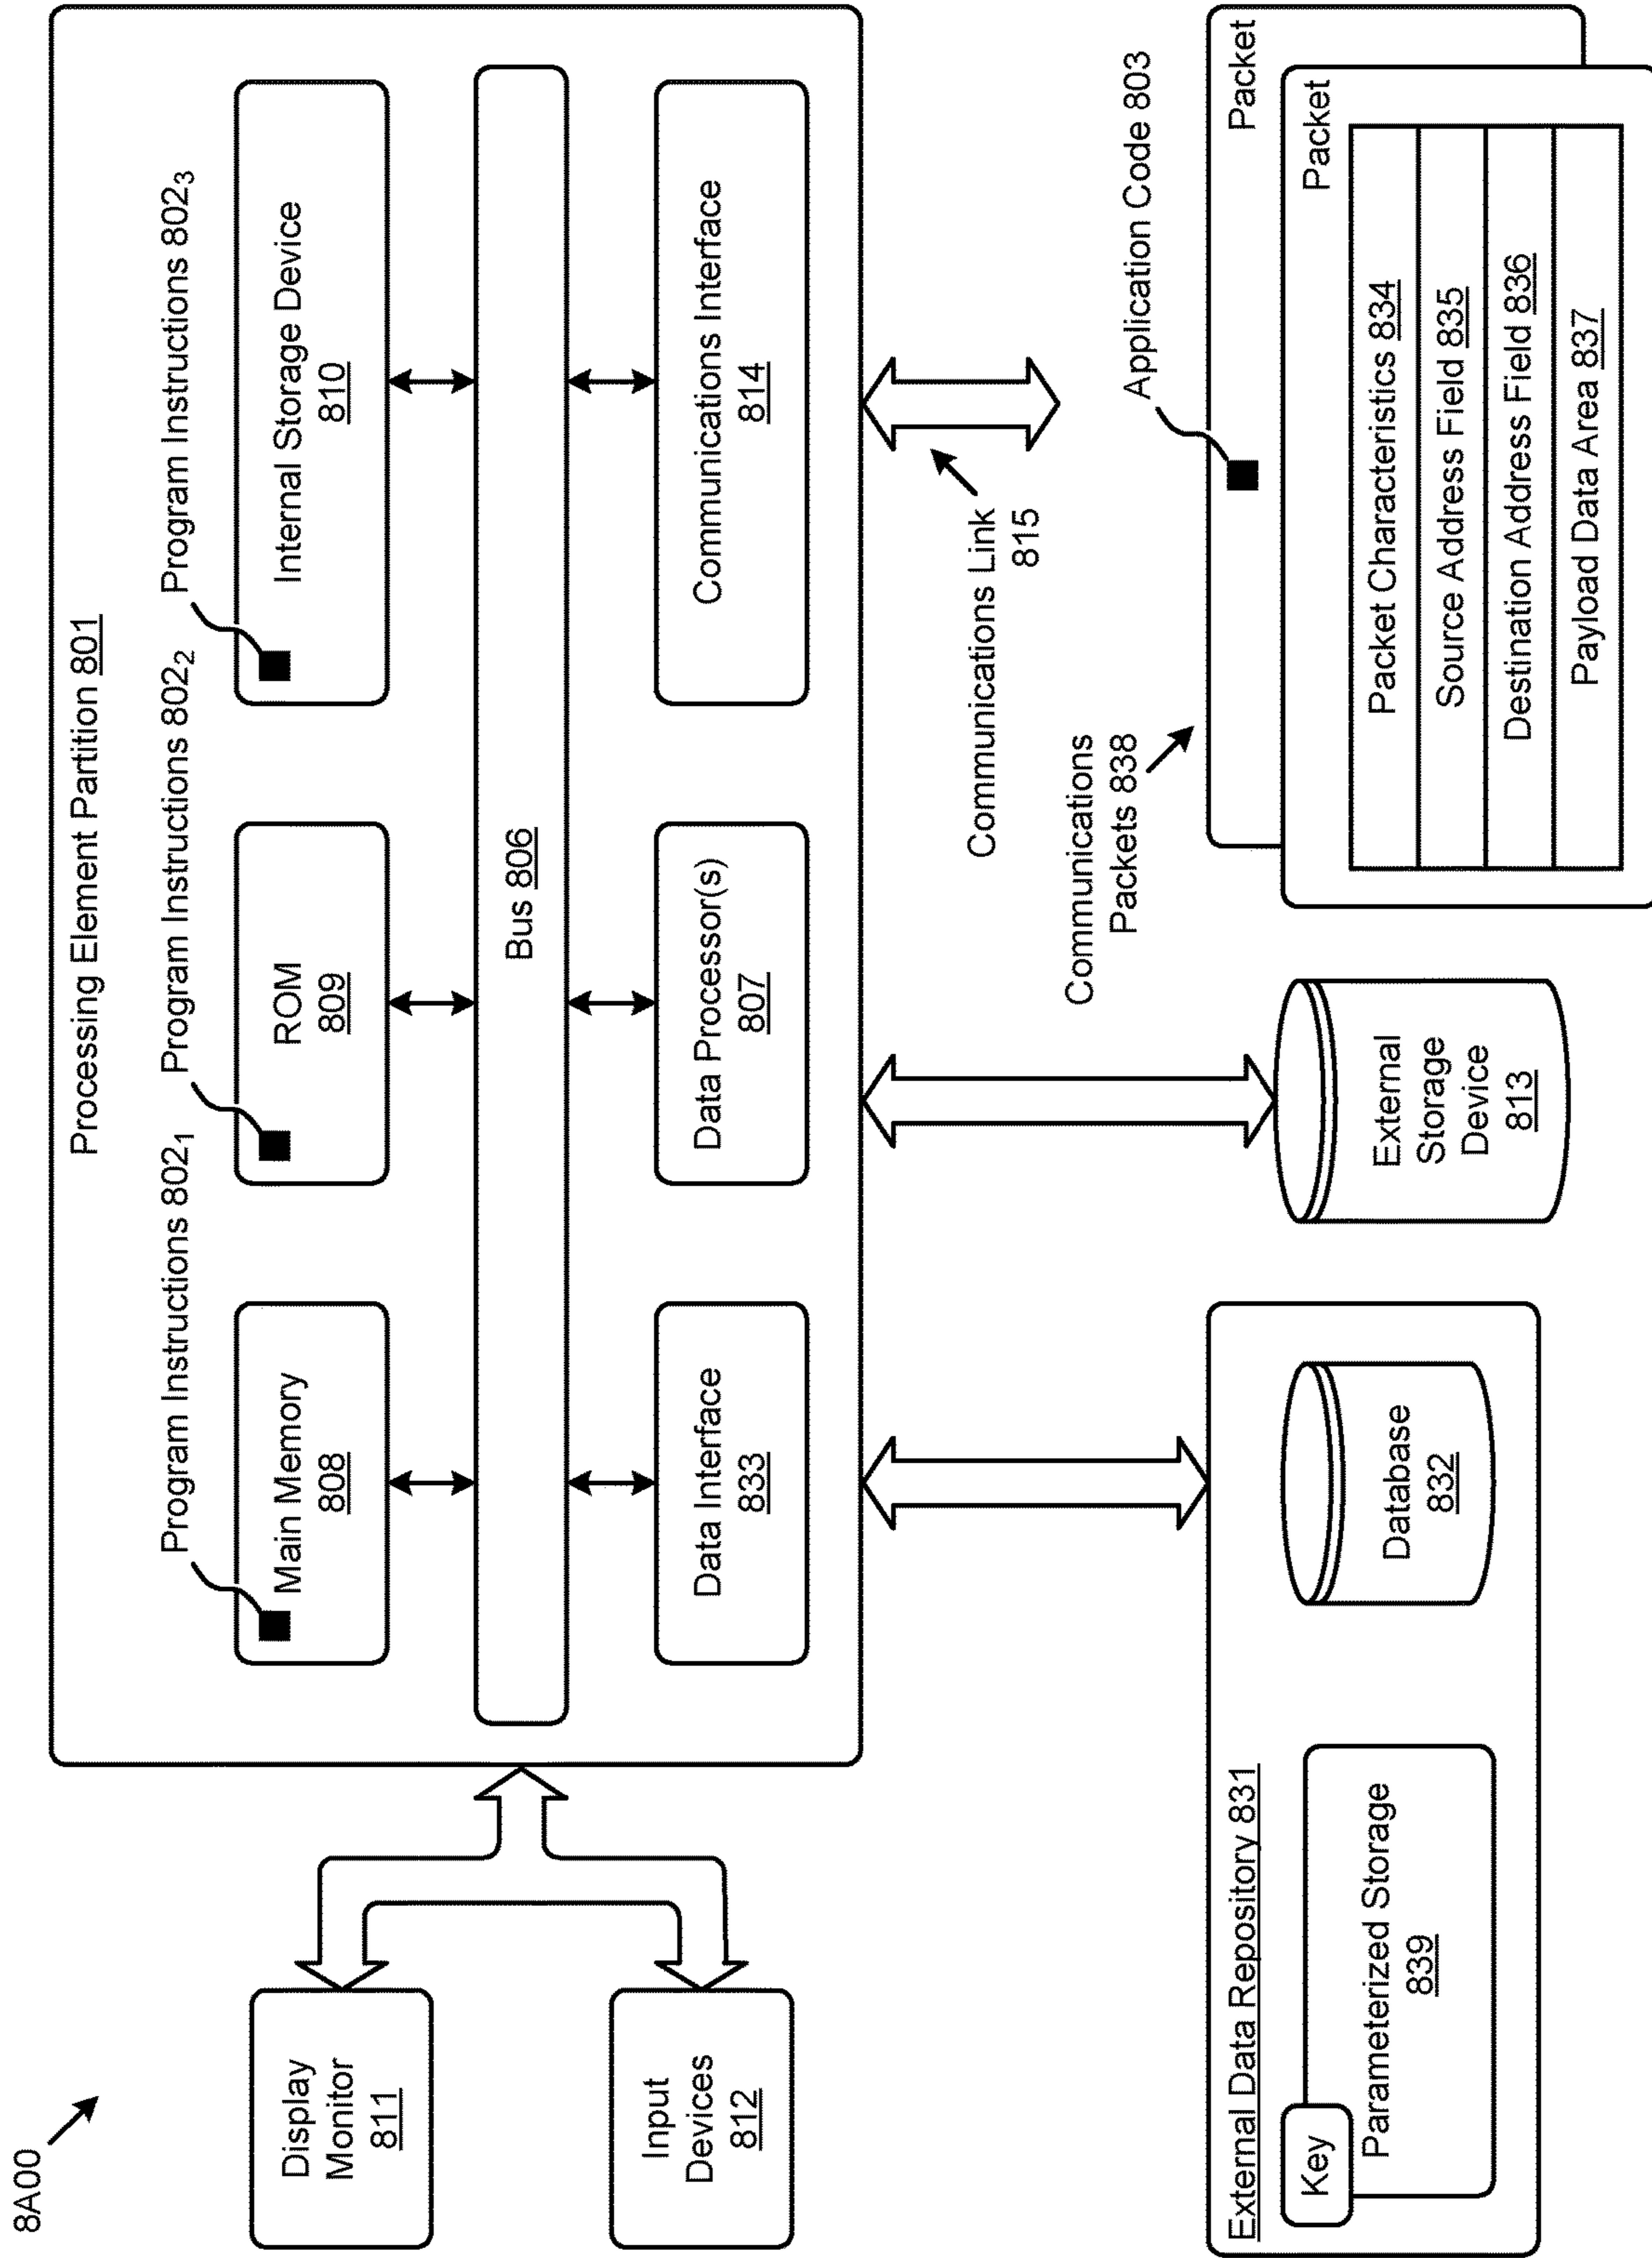 8A00
Processing Element Partition 801
Program Instructions 802₁
Program Instructions 802₂
Program Instructions 802₃
Main Memory
808
ROM
809
Internal Storage Device
810
Display
Monitor
811
Bus 806
Input
Devices
812
Data Interface
833
Data Processor(s)
807
Communications Interface
814
Communications Link
815
Communications
Packets 838
Application Code 803
External Data Repository 831
Key
Parameterized Storage
839
Database
832
External
Storage
Device
813
Packet
Packet
Packet Characteristics 834
Source Address Field 835
Destination Address Field 836
Payload Data Area 837